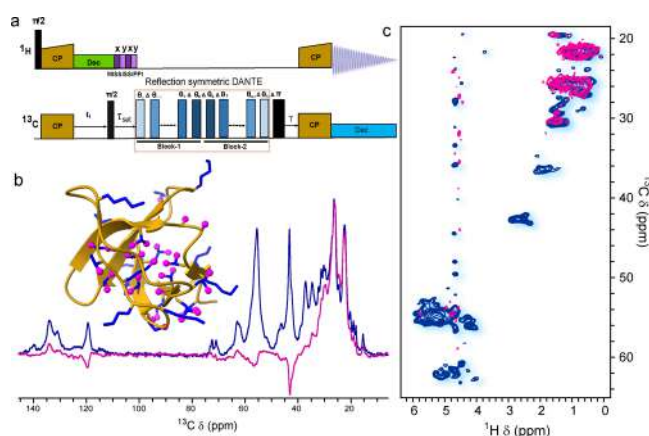 a
π/2
x y x y
¹H
CP
Dec
CP
Reflection symmetric DANTE
π/2
¹³C
CP
t₁
τsat
π
τ
CP
Dec
Block-1
Block-2
b
145
120
100
80
60
40
20
¹³C δ (ppm)
c
20
30
40
50
60
¹³C δ (ppm)
6
5
4
3
2
1
0
¹H δ (ppm)